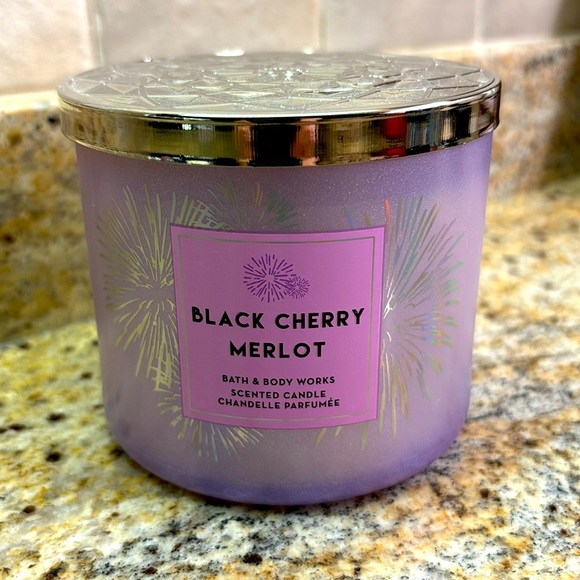 BLACK CHERRY
MERLOT
BATH & BODY WORKS
SCENTED CANDLE
CHANDELLE PARFUMÉE